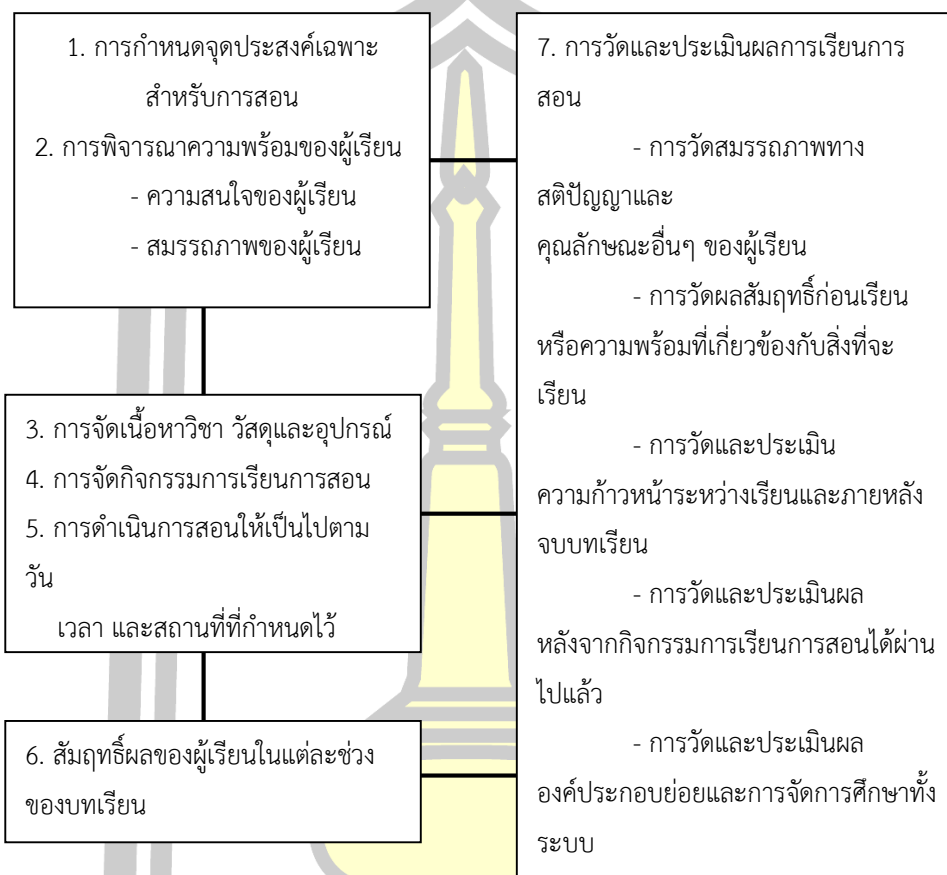 1. การกำหนดจุดประสงค์เฉพาะ
สำหรับการสอน
2. การพิจารณาความพร้อมของผู้เรียน
- ความสนใจของผู้เรียน
- สมรรถภาพของผู้เรียน
3. การจัดเนื้อหาวิชา วัสดุและอุปกรณ์
4. การจัดกิจกรรมการเรียนการสอน
5. การดำเนินการสอนให้เป็นไปตาม
วัน
เวลา และสถานที่ที่กำหนดไว้
6. สัมฤทธิ์ผลของผู้เรียนในแต่ละช่วง
ของบทเรียน
7. การวัดและประเมินผลการเรียนการ
สอน
- การวัดสมรรถภาพทาง
สติปัญญาและ
คุณลักษณะอื่นๆ ของผู้เรียน
- การวัดผลสัมฤทธิ์ก่อนเรียน
หรือความพร้อมที่เกี่ยวข้องกับสิ่งที่จะ
เรียน
- การวัดและประเมิน
ความก้าวหน้าระหว่างเรียนและภายหลัง
จบบทเรียน
- การวัดและประเมินผล
หลังจากกิจกรรมการเรียนการสอนได้ผ่าน
ไปแล้ว
- การวัดและประเมินผล
องค์ประกอบย่อยและการจัดการศึกษาทั้ง
ระบบ